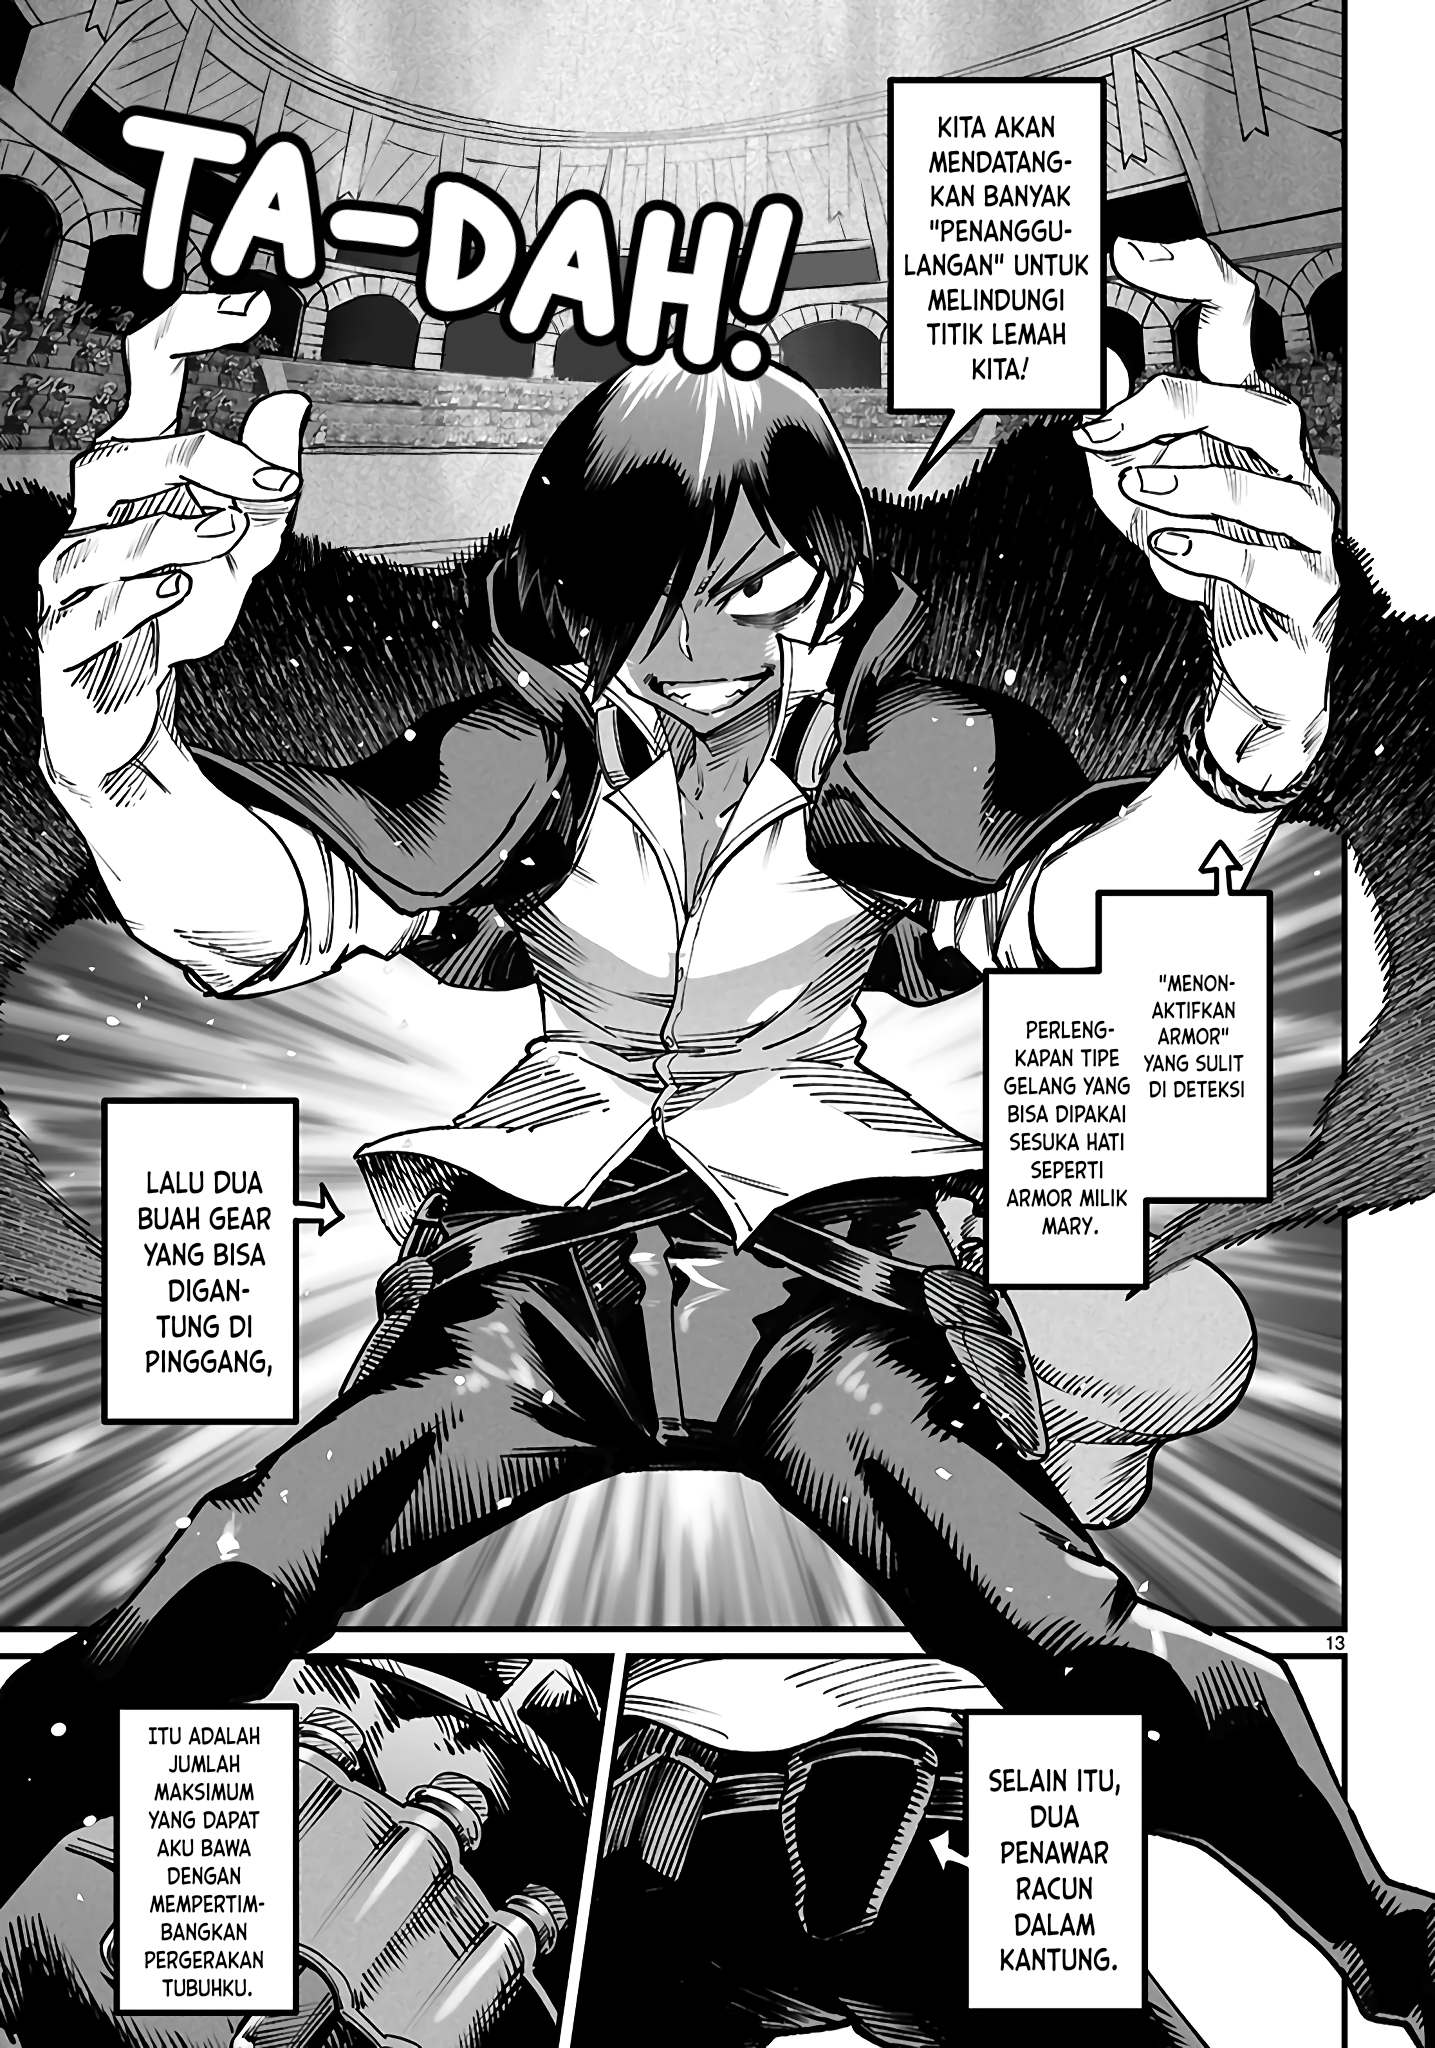 KITA AKAN
MENDATANG-
KAN BANYAK
"PENANGGU-
LANGAN" UNTUK
MELINDUNGI
TITIK LEMAH
KITA!
TA-DAH!
"MENON-
AKTIFKAN
ARMOR"
YANG SULIT
DI DETEKSI
PERLENG-
KAPAN TIPE
GELANG YANG
BISA DIPAKAI
SESUKA HATI
SEPERTI
ARMOR MILIK
MARY.
LALU DUA
BUAH GEAR
YANG BISA
DIGAN-
TUNG DI
PINGGANG,
13
SELAIN ITU,
DUA
PENAWAR
RACUN
DALAM
KANTUNG.
ITU ADALAH
JUMLAH
MAKSIMUM
YANG DAPAT
AKU BAWA
DENGAN
MEMPERTIM-
BANGKAN
PERGERAKAN
TUBUHKU.